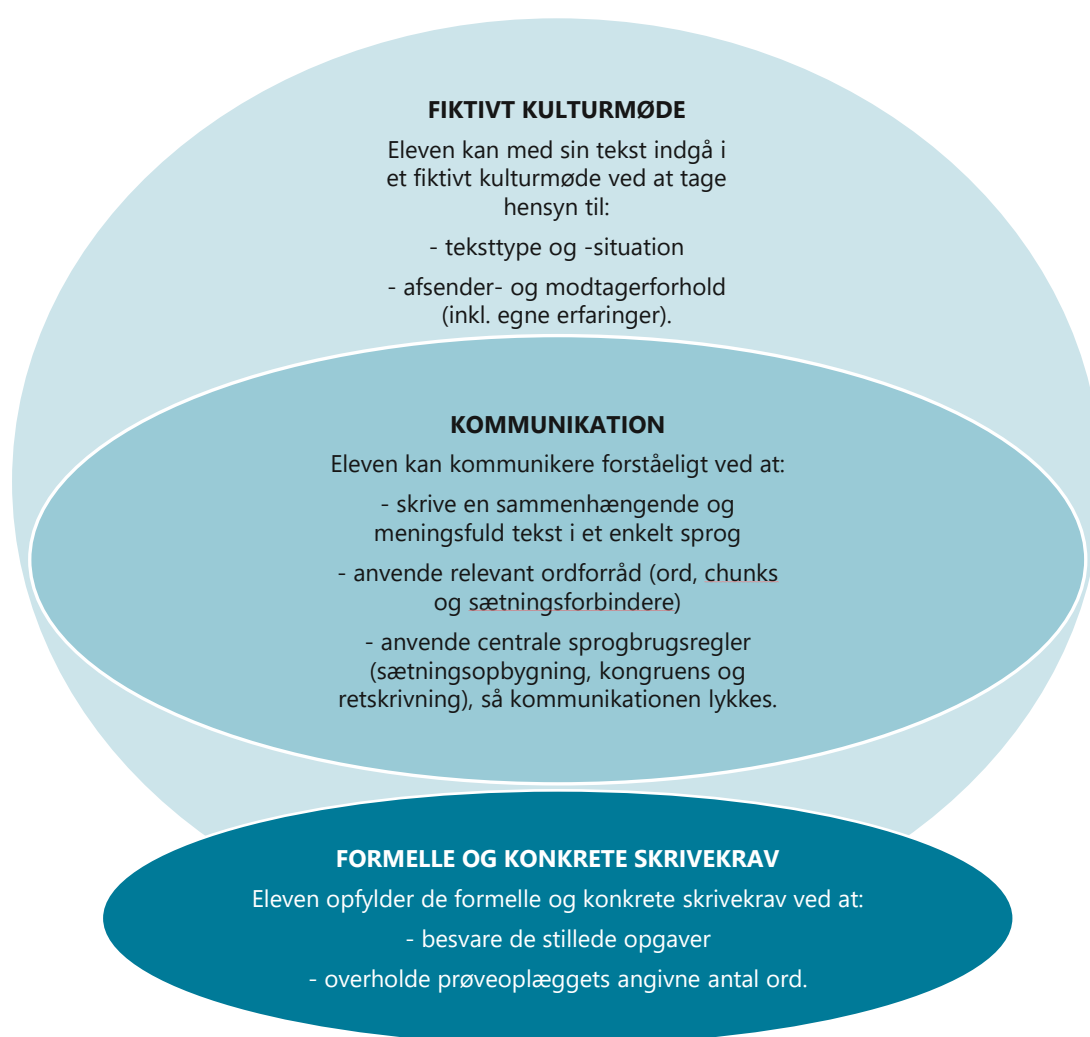 FIKTIVT KULTURMØDE
Eleven kan med sin tekst indgå i
et fiktivt kulturmøde ved at tage
hensyn til:
- teksttype og -situation
- afsender- og modtagerforhold
(inkl. egne erfaringer).
KOMMUNIKATION
Eleven kan kommunikere forståeligt ved at:
- skrive en sammenhængende og
meningsfuld tekst i et enkelt sprog
- anvende relevant ordforråd (ord, chunks
og sætningsforbindere)
- anvende centrale sprogbrugsregler
(sætningsopbygning, kongruens og
retskrivning), så kommunikationen lykkes.
FORMELLE OG KONKRETE SKRIVEKRAV
Eleven opfylder de formelle og konkrete skrivekrav ved at:
- besvare de stillede opgaver
- overholde prøveoplæggets angivne antal ord.